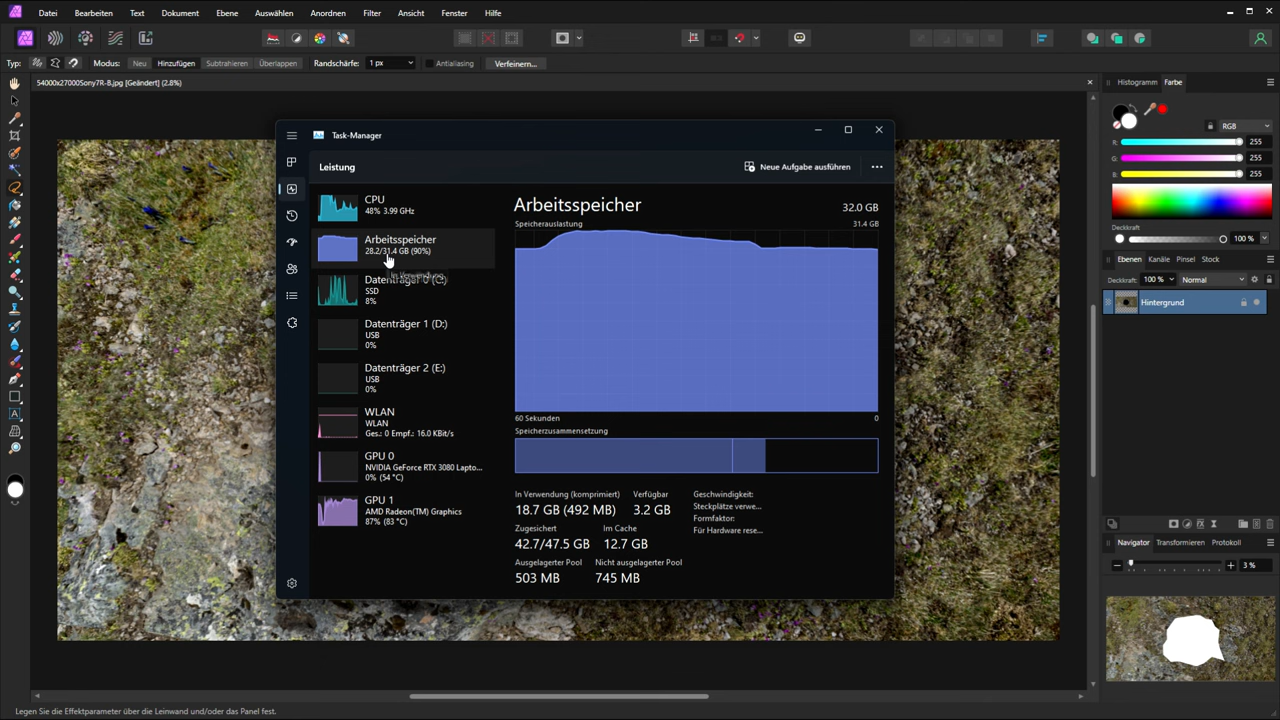 Datei Bearbeiten Text Dokument Ebene Auswählen Anordnen Filter Ansicht Fenster Hilfe
Typ: Modus: Neu Hinzufügen Subtrahieren Überlappen Randschärfe: 1 px Antialiasing Verfeinern...
54000x27000Sony7R-B.jpg [Geändert] (2.8%)
Task-Manager
Leistung
Neue Aufgabe ausführen
CPU
48% 3.99 GHz
Arbeitsspeicher
28.2/31.4 GB (90%)
In Verwendung
Datenträger 0 (C:)
SSD
8%
Datenträger 1 (D:)
USB
0%
Datenträger 2 (E:)
USB
0%
WLAN
WLAN
Ges.: 0 Empf.: 16.0 KBit/s
GPU 0
NVIDIA GeForce RTX 3080 Lapto...
0% (54 °C)
GPU 1
AMD Radeon(TM) Graphics
87% (83 °C)
Arbeitsspeicher 32.0 GB
Speicherauslastung 31.4 GB
60 Sekunden 0
Speicherzusammensetzung
In Verwendung (komprimiert) Verfügbar
18.7 GB (492 MB) 3.2 GB
Zugesichert Im Cache
42.7/47.5 GB 12.7 GB
Ausgelagerter Pool Nicht ausgelagerter Pool
503 MB 745 MB
Geschwindigkeit:
Steckplätze verwe...
Formfaktor:
Für Hardware rese...
Histogramm Farbe
RGB
R: 255
G: 255
B: 255
Deckkraft
100 %
Ebenen Kanäle Pinsel Stock
Deckkraft: 100 % Normal
Hintergrund
Navigator Transformieren Protokoll
3 %
Legen Sie die Effektparameter über die Leinwand und/oder das Panel fest.